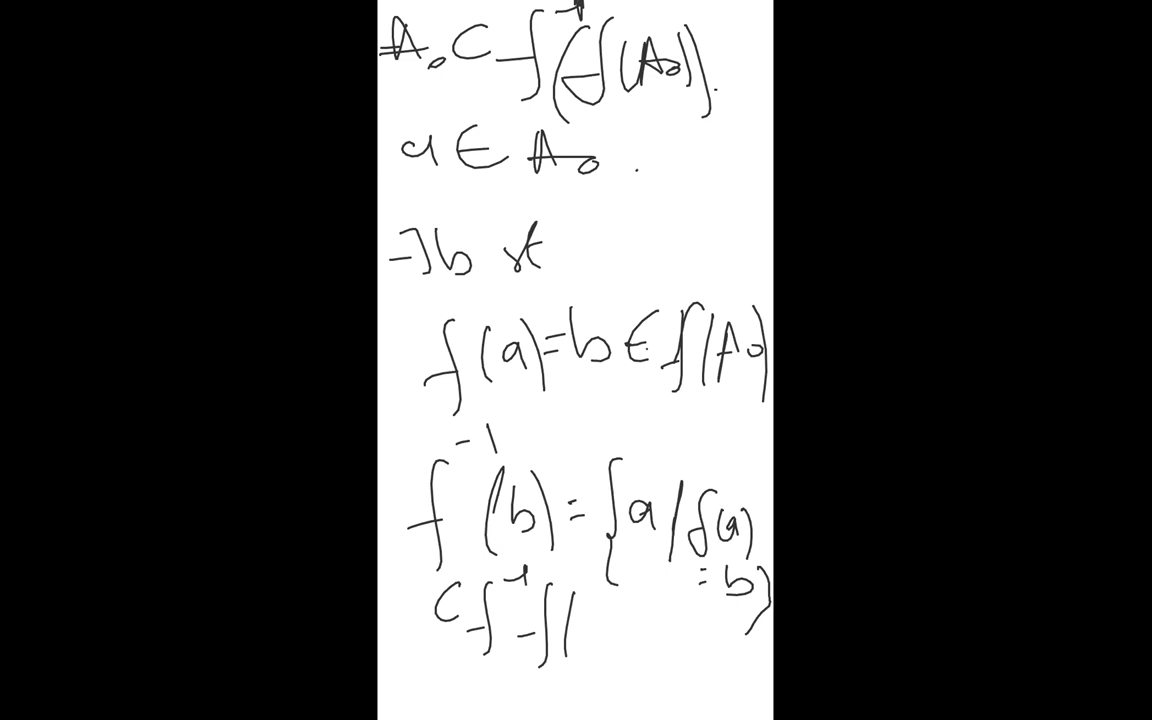 A₀ ⊂ f⁻¹(f(A₀)).
a ∈ A₀.
→∃b st
f(a)=b ∈ f(A₀)
f⁻¹(b) = {a / f(a)
= b}
⊂ f⁻¹ f(